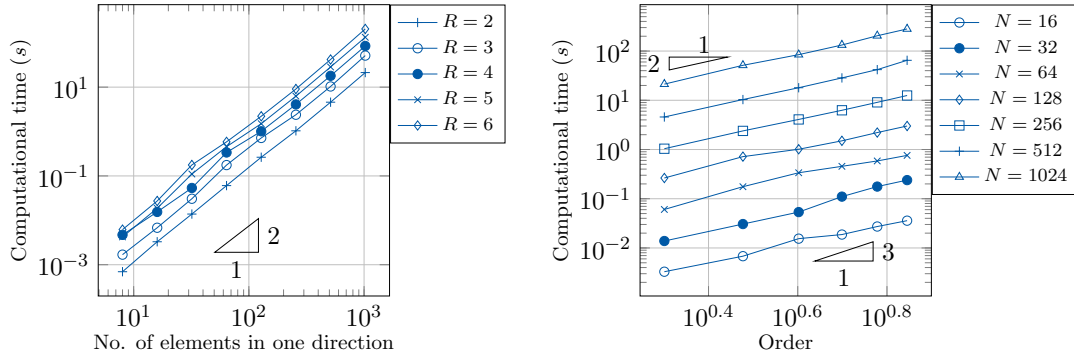 Computational time (s)
10^1
10^{-1}
10^{-3}
10^1
10^2
10^3
No. of elements in one direction
2
1
R = 2
R = 3
R = 4
R = 5
R = 6
Computational time (s)
10^2
10^1
10^0
10^{-1}
10^{-2}
10^{0.4}
10^{0.6}
10^{0.8}
Order
1
2
3
1
N = 16
N = 32
N = 64
N = 128
N = 256
N = 512
N = 1024